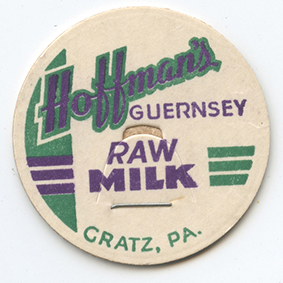 Hoffman's
GUERNSEY
RAW
MILK
GRATZ, PA.